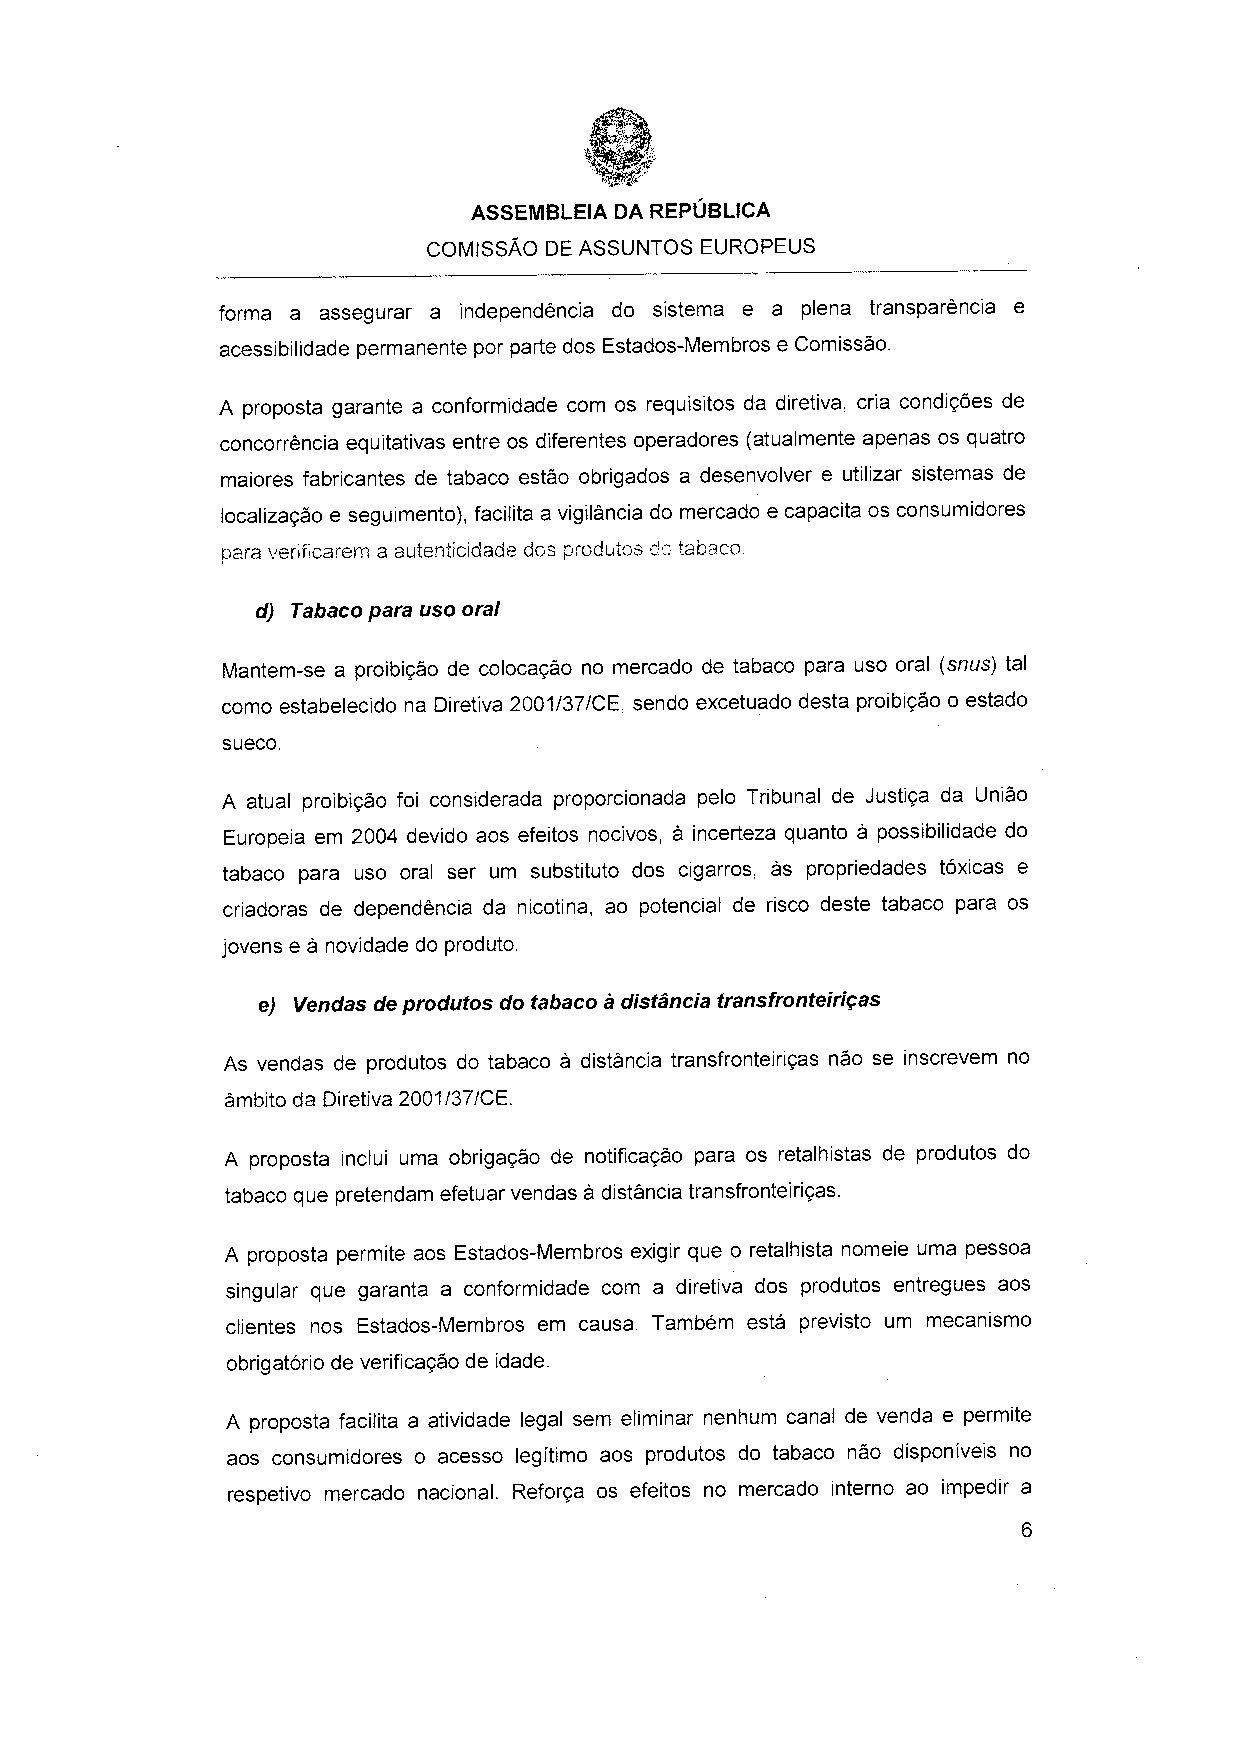 ASSEMBLEIA DA REPÚBLICA
COMISSÃO DE ASSUNTOS EUROPEUS
forma a assegurar a independência do sistema e a plena transparência e
acessibilidade permanente por parte dos Estados-Membros e Comissão.
A proposta garante a conformidade com os requisitos da diretiva, cria condições de
concorrência equitativas entre os diferentes operadores (atualmente apenas os quatro
maiores fabricantes de tabaco estão obrigados a desenvolver e utilizar sistemas de
localização e seguimento), facilita a vigilância do mercado e capacita os consumidores
para verificarem a autenticidade dos produtos do tabaco.
d) Tabaco para uso oral
Mantem-se a proibição de colocação no mercado de tabaco para uso oral (snus) tal
como estabelecido na Diretiva 2001/37/CE, sendo excetuado desta proibição o estado
sueco.
A atual proibição foi considerada proporcionada pelo Tribunal de Justiça da União
Europeia em 2004 devido aos efeitos nocivos, à incerteza quanto à possibilidade do
tabaco para uso oral ser um substituto dos cigarros, às propriedades tóxicas e
criadoras de dependência da nicotina, ao potencial de risco deste tabaco para os
jovens e à novidade do produto.
e) Vendas de produtos do tabaco à distância transfronteiriças
As vendas de produtos do tabaco à distância transfronteiriças não se inscrevem no
âmbito da Diretiva 2001/37/CE.
A proposta inclui uma obrigação de notificação para os retalhistas de produtos do
tabaco que pretendam efetuar vendas à distância transfronteiriças.
A proposta permite aos Estados-Membros exigir que o retalhista nomeie uma pessoa
singular que garanta a conformidade com a diretiva dos produtos entregues aos
clientes nos Estados-Membros em causa. Também está previsto um mecanismo
obrigatório de verificação de idade.
A proposta facilita a atividade legal sem eliminar nenhum canal de venda e permite
aos consumidores o acesso legítimo aos produtos do tabaco não disponíveis no
respetivo mercado nacional. Reforça os efeitos no mercado interno ao impedir a
6